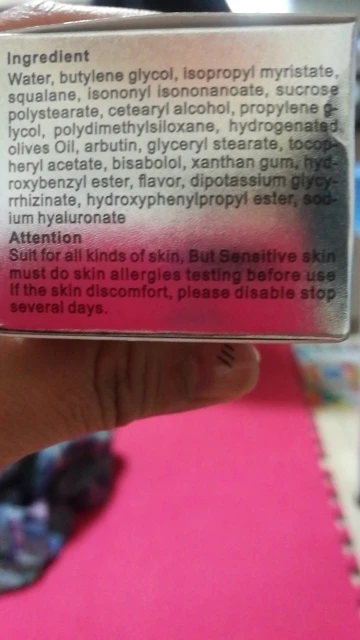 Ingredient
Water, butylene glycol, isopropyl myristate,
squalane, isononyl isononanoate, sucrose
polystearate, cetearyl alcohol, propylene g-
lycol, polydimethylsiloxane, hydrogenated
olives Oil, arbutin, glyceryl stearate, tocop-
heryl acetate, bisabolol, xanthan gum, hyd-
roxybenzyl ester, flavor, dipotassium glycy-
rrhizinate, hydroxyphenylpropyl ester, sod-
ium hyaluronate
Attention
Suit for all kinds of skin, But Sensitive skin
must do skin allergies testing before use
If the skin discomfort, please disable stop
several days.